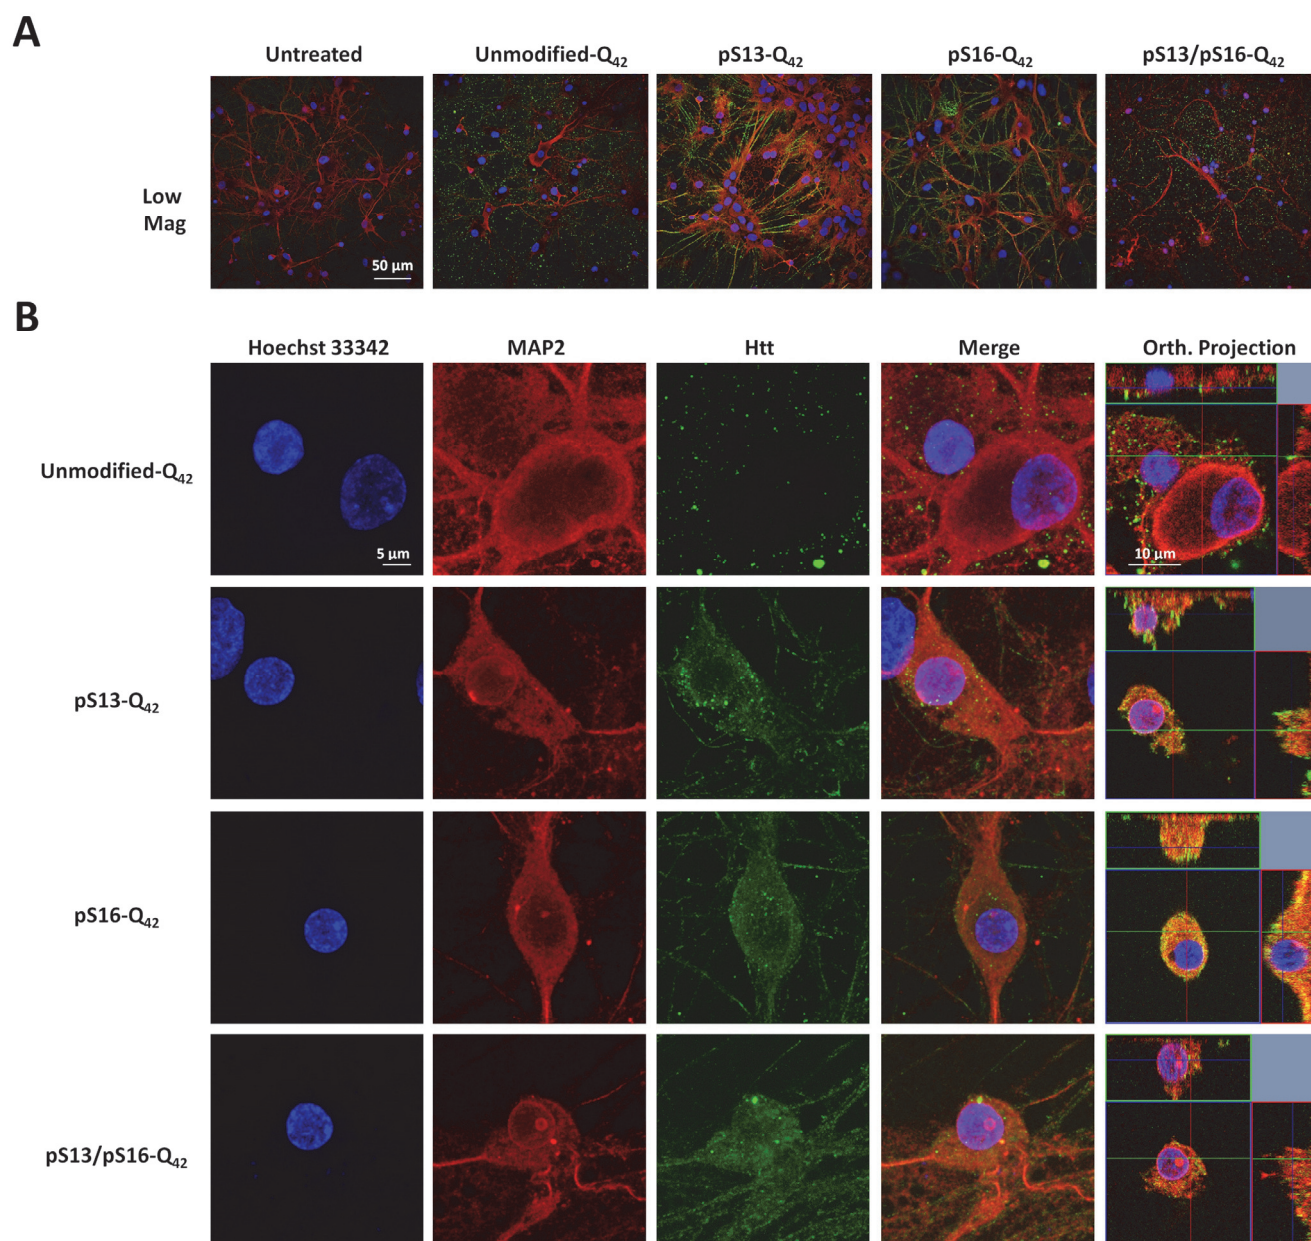 A
Untreated
Unmodified-Q42
pS13-Q42
pS16-Q42
pS13/pS16-Q42
Low
Mag
50 µm
B
Hoechst 33342
MAP2
Htt
Merge
Orth. Projection
Unmodified-Q42
5 µm
10 µm
pS13-Q42
pS16-Q42
pS13/pS16-Q42